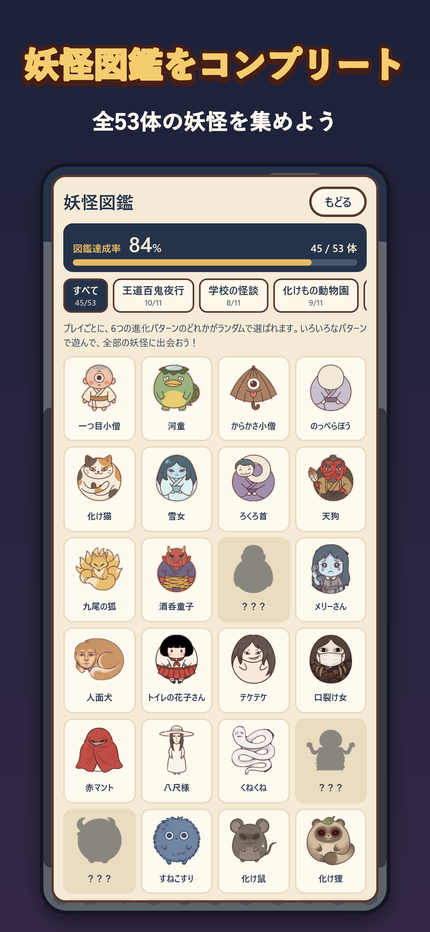 妖怪図鑑をコンプリート
全53体の妖怪を集めよう
妖怪図鑑
もどる
図鑑達成率 84%
45 / 53 体
すべて
45/53
王道百鬼夜行
10/11
学校の怪談
8/11
化けもの動物園
9/11
プレイごとに、6つの進化パターンのどれかがランダムで選ばれます。いろいろなパターン
で遊んで、全部の妖怪に出会おう！
一つ目小僧
河童
からかさ小僧
のっぺらぼう
化け猫
雪女
ろくろ首
天狗
九尾の狐
酒呑童子
？？？
メリーさん
人面犬
トイレの花子さん
テケテケ
口裂け女
赤マント
八尺様
くねくね
？？？
？？？
すねこすり
化け鼠
化け狸